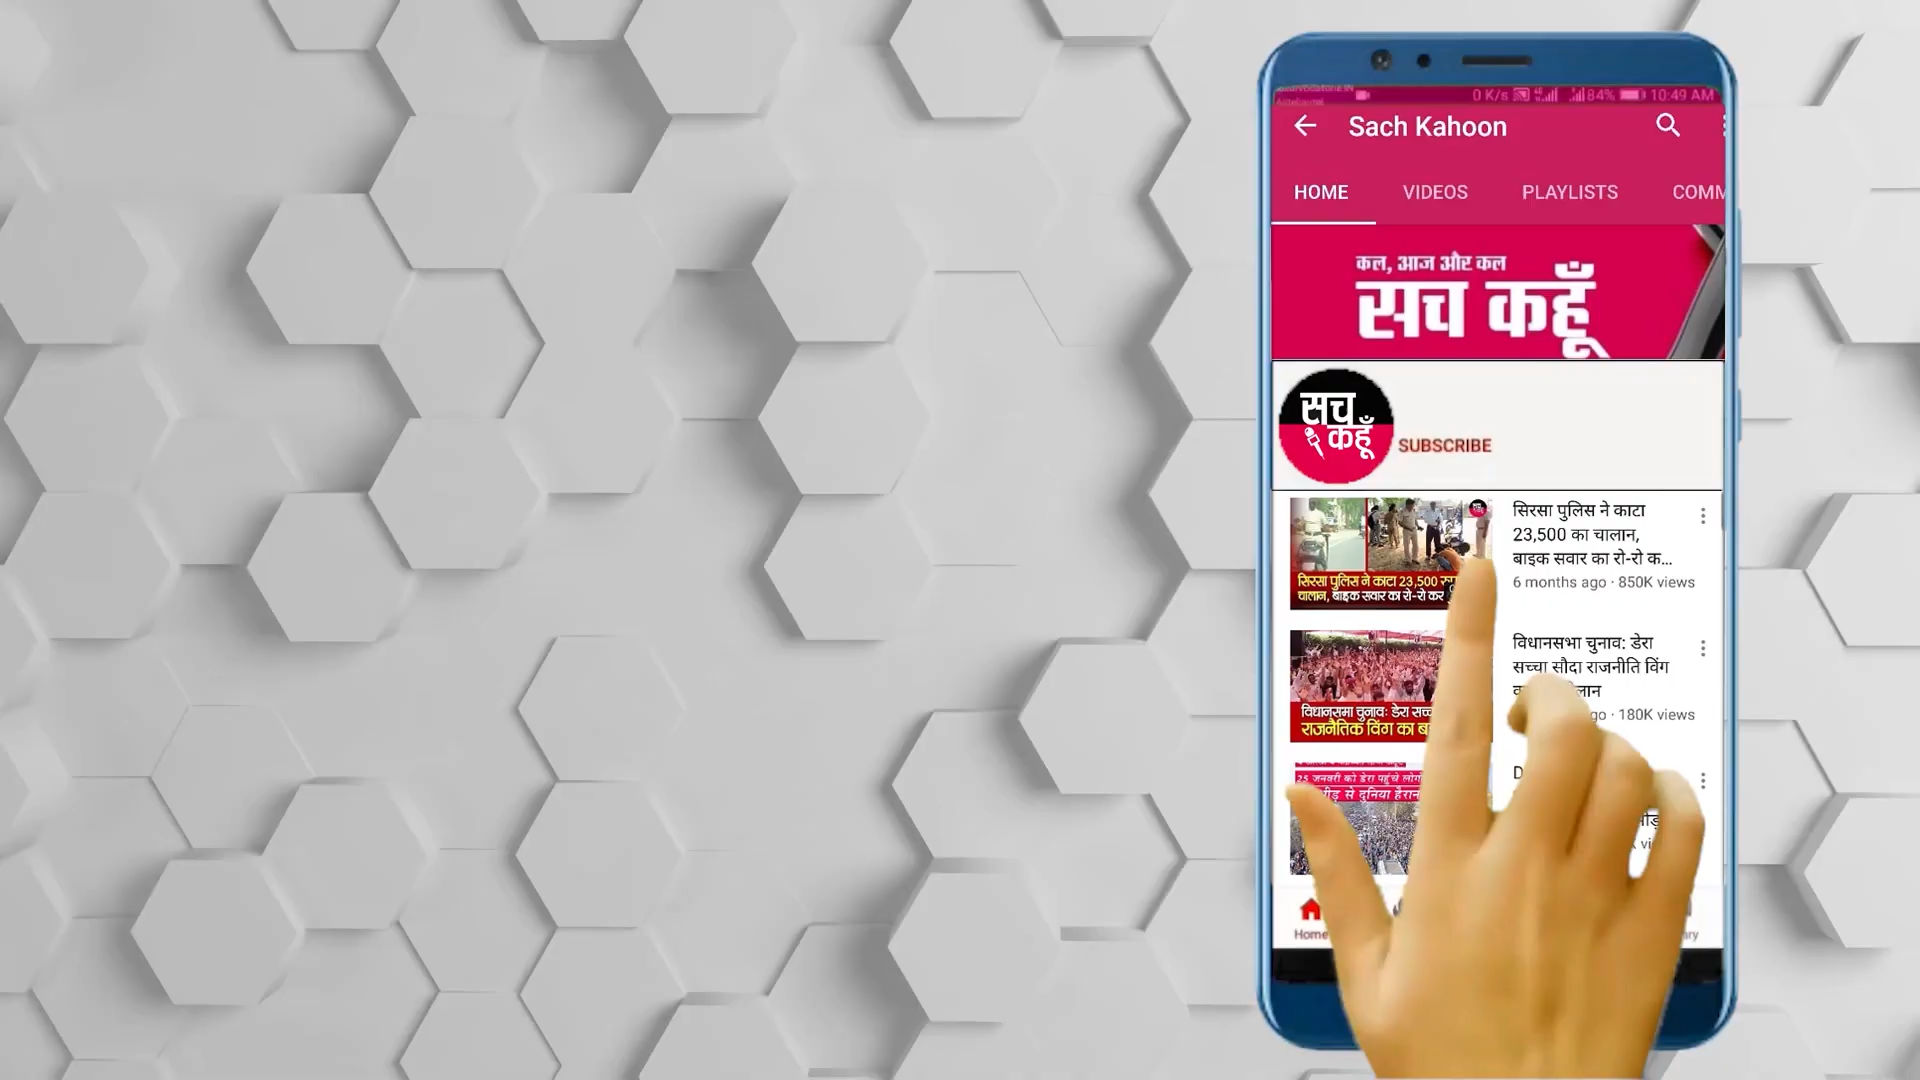 0 K/s 84% 10:49 AM
Sach Kahoon
HOME VIDEOS PLAYLISTS COMM
कल, आज और कल
सच कहूँ
सच
कहूँ
SUBSCRIBE
सिरसा पुलिस ने काटा
23,500 का चालान,
बाइक सवार का रो-रो क...
6 months ago · 850K views
सिरसा पुलिस ने काटा 23,500
चालान, बाइक सवार का रो-रो कर
विधानसभा चुनाव: डेरा
सच्चा सौदा राजनीति विंग
180K views
विधानसभा चुनावः डेरा
राजनैतिक विंग का
25 जनवरी को डेरा पहुंचे
से दुनिया हैरान
Home